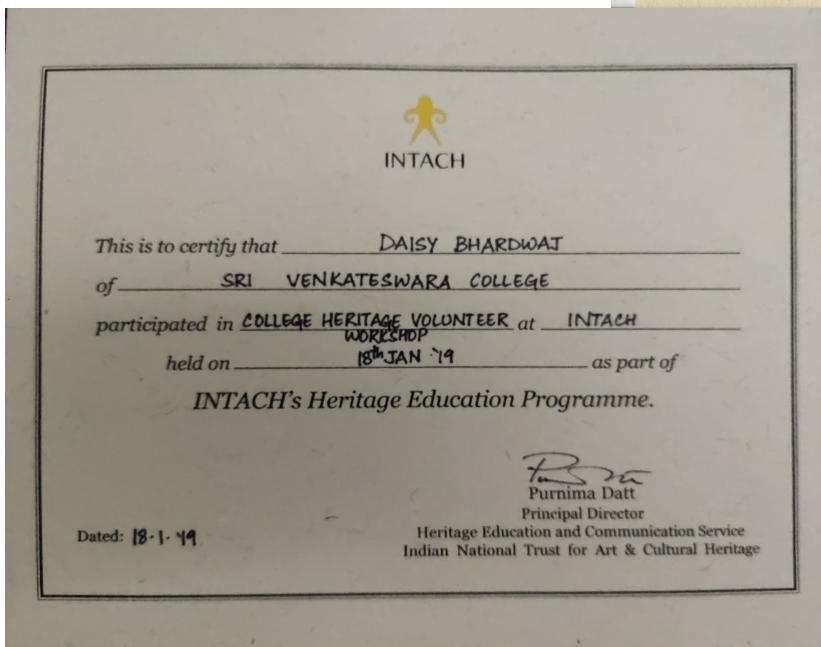 INTACH
This is to certify that DAISY BHARDWAJ
of SRI VENKATESWARA COLLEGE
participated in COLLEGE HERITAGE VOLUNTEER at INTACH
WORKSHOP
held on 18th JAN '19 as part of
INTACH's Heritage Education Programme.
Purnima Datt
Principal Director
Dated: 18.1.'19
Heritage Education and Communication Service
Indian National Trust for Art & Cultural Heritage